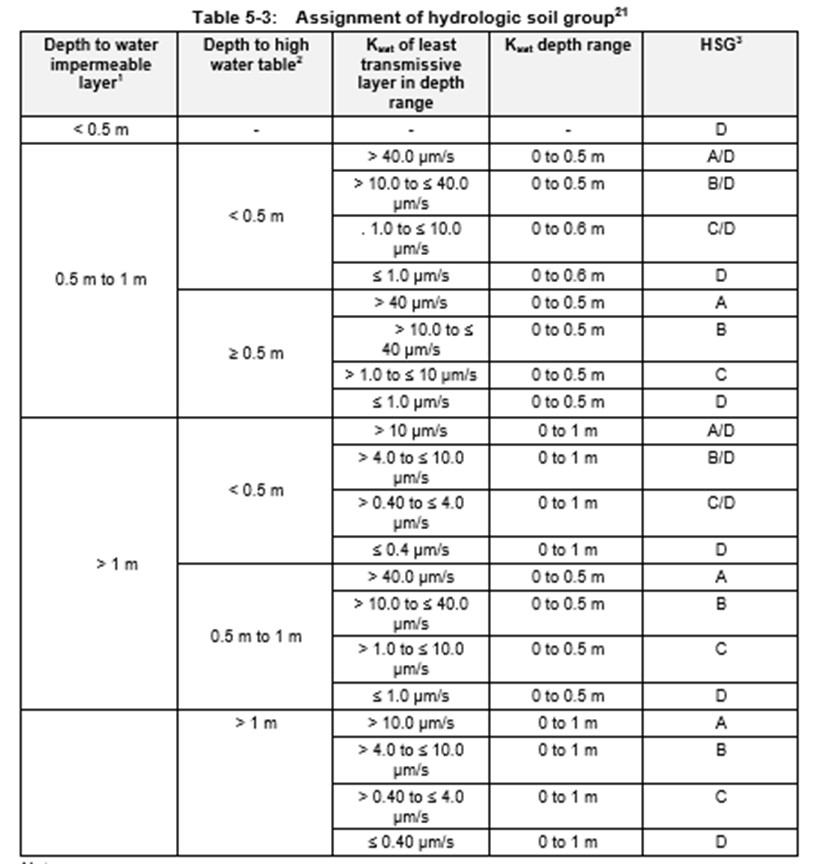 Table 5-3: Assignment of hydrologic soil group21
Depth to water impermeable layer1 Depth to high water table2 Ksat of least transmissive layer in depth range Ksat depth range HSG3
< 0.5 m - - - D
0.5 m to 1 m < 0.5 m > 40.0 µm/s 0 to 0.5 m A/D
> 10.0 to ≤ 40.0 µm/s 0 to 0.5 m B/D
. 1.0 to ≤ 10.0 µm/s 0 to 0.6 m C/D
≤ 1.0 µm/s 0 to 0.6 m D
≥ 0.5 m > 40 µm/s 0 to 0.5 m A
> 10.0 to ≤ 40 µm/s 0 to 0.5 m B
> 1.0 to ≤ 10 µm/s 0 to 0.5 m C
≤ 1.0 µm/s 0 to 0.5 m D
> 1 m < 0.5 m > 10 µm/s 0 to 1 m A/D
> 4.0 to ≤ 10.0 µm/s 0 to 1 m B/D
> 0.40 to ≤ 4.0 µm/s 0 to 1 m C/D
≤ 0.4 µm/s 0 to 1 m D
0.5 m to 1 m > 40.0 µm/s 0 to 0.5 m A
> 10.0 to ≤ 40.0 µm/s 0 to 0.5 m B
> 1.0 to ≤ 10.0 µm/s 0 to 0.5 m C
≤ 1.0 µm/s 0 to 0.5 m D
> 1 m > 10.0 µm/s 0 to 1 m A
> 4.0 to ≤ 10.0 µm/s 0 to 1 m B
> 0.40 to ≤ 4.0 µm/s 0 to 1 m C
≤ 0.40 µm/s 0 to 1 m D